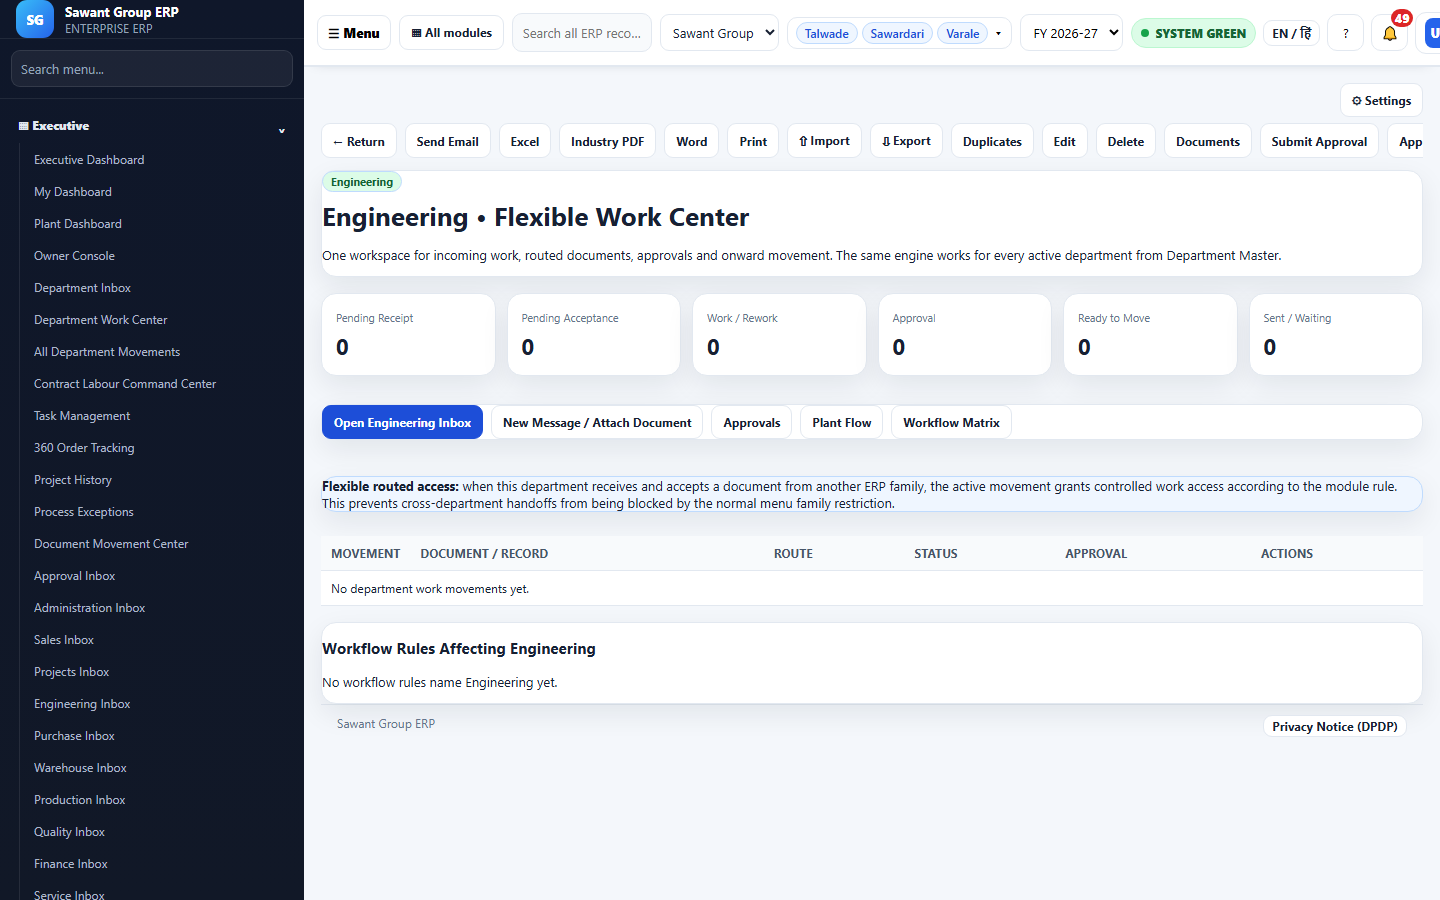 SG
Sawant Group ERP
ENTERPRISE ERP
Search menu...
Executive
Executive Dashboard
My Dashboard
Plant Dashboard
Owner Console
Department Inbox
Department Work Center
All Department Movements
Contract Labour Command Center
Task Management
360 Order Tracking
Project History
Process Exceptions
Document Movement Center
Approval Inbox
Administration Inbox
Sales Inbox
Projects Inbox
Engineering Inbox
Purchase Inbox
Warehouse Inbox
Production Inbox
Quality Inbox
Finance Inbox
Service Inbox
☰ Menu
All modules
Search all ERP reco...
Sawant Group
Talwade Sawardari Varale
FY 2026-27
SYSTEM GREEN
EN / हिं
?
49
U
⚙ Settings
← Return
Send Email
Excel
Industry PDF
Word
Print
⇧ Import
⇩ Export
Duplicates
Edit
Delete
Documents
Submit Approval
App
Engineering
Engineering • Flexible Work Center
One workspace for incoming work, routed documents, approvals and onward movement. The same engine works for every active department from Department Master.
Pending Receipt
0
Pending Acceptance
0
Work / Rework
0
Approval
0
Ready to Move
0
Sent / Waiting
0
Open Engineering Inbox
New Message / Attach Document
Approvals
Plant Flow
Workflow Matrix
Flexible routed access: when this department receives and accepts a document from another ERP family, the active movement grants controlled work access according to the module rule.
This prevents cross-department handoffs from being blocked by the normal menu family restriction.
MOVEMENT DOCUMENT / RECORD ROUTE STATUS APPROVAL ACTIONS
No department work movements yet.
Workflow Rules Affecting Engineering
No workflow rules name Engineering yet.
Sawant Group ERP
Privacy Notice (DPDP)